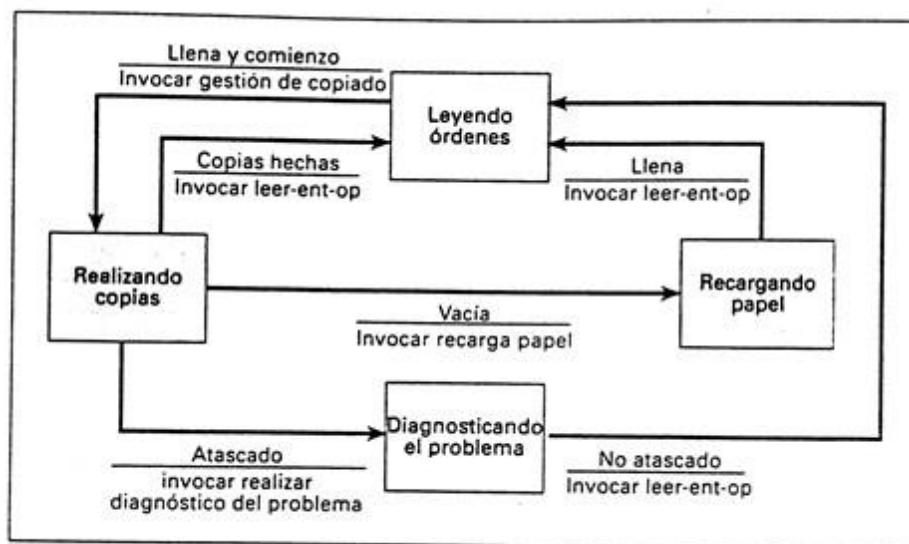 Llena y comienzo
Invocar gestión de copiado
Leyendo
órdenes
Copias hechas
Invocar leer-ent-op
Llena
Invocar leer-ent-op
Realizando
copias
Recargando
papel
Vacía
Invocar recarga papel
Diagnosticando
el problema
Atascado
invocar realizar
diagnóstico del problema
No atascado
Invocar leer-ent-op